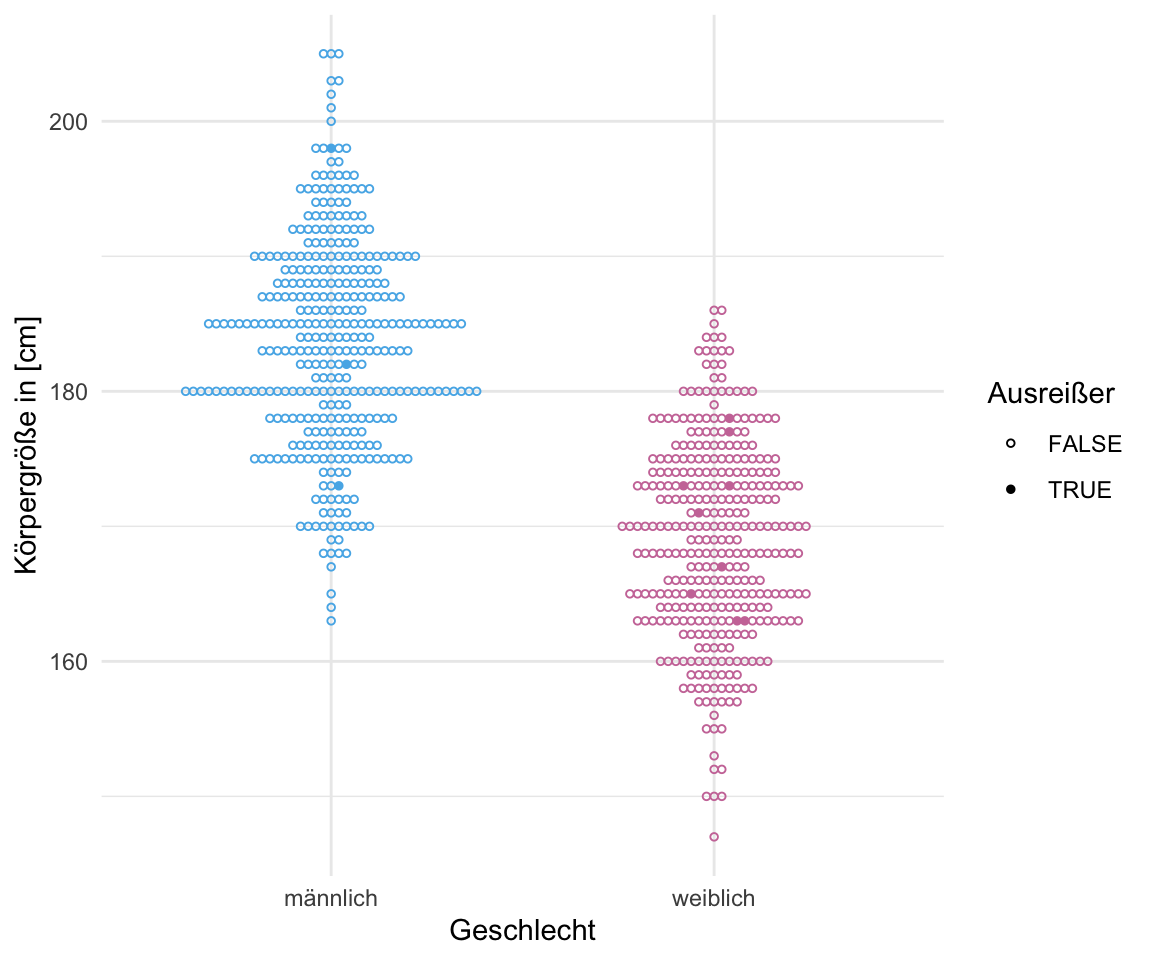 Körpergröße in [cm]
200
180
160
männlich
weiblich
Geschlecht
Ausreißer
FALSE
TRUE